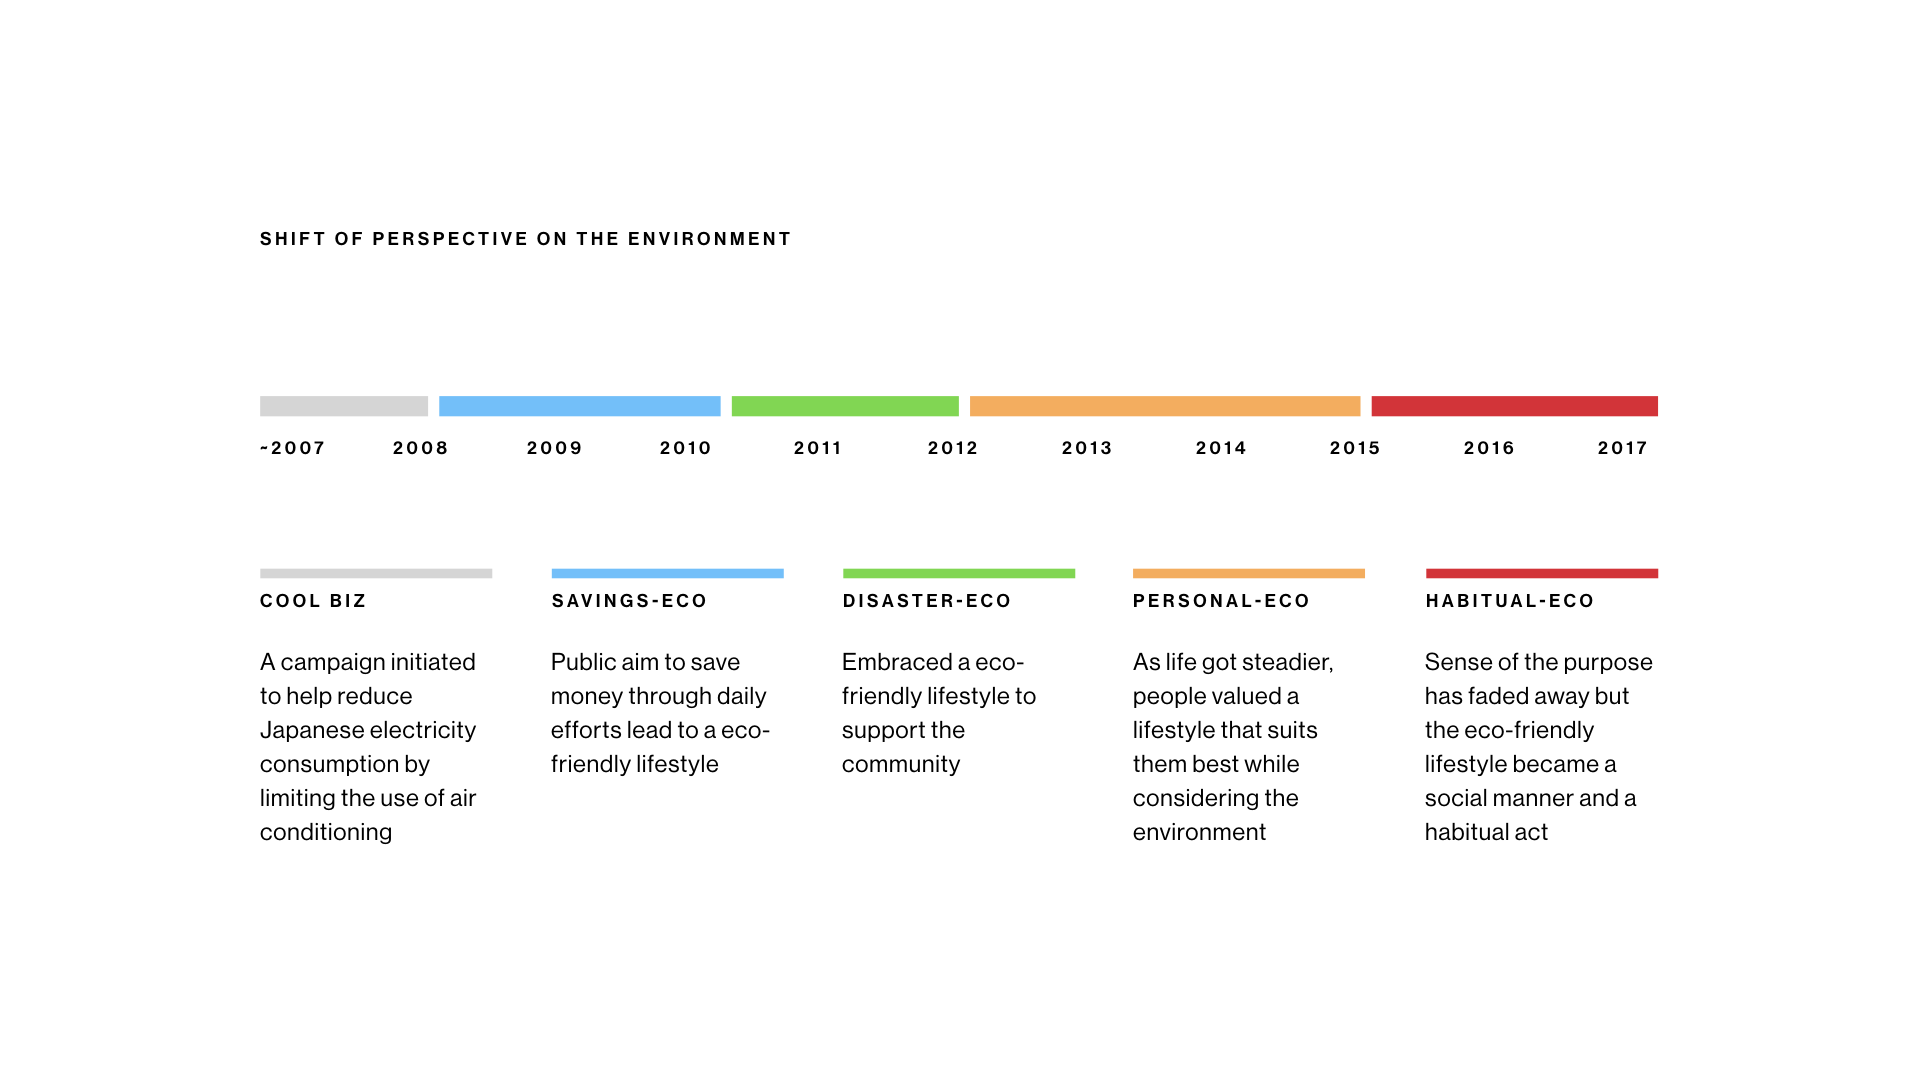 SHIFT OF PERSPECTIVE ON THE ENVIRONMENT
~2007 2008 2009 2010 2011 2012 2013 2014 2015 2016 2017
COOL BIZ
A campaign initiated
to help reduce
Japanese electricity
consumption by
limiting the use of air
conditioning
SAVINGS-ECO
Public aim to save
money through daily
efforts lead to a eco-
friendly lifestyle
DISASTER-ECO
Embraced a eco-
friendly lifestyle to
support the
community
PERSONAL-ECO
As life got steadier,
people valued a
lifestyle that suits
them best while
considering the
environment
HABITUAL-ECO
Sense of the purpose
has faded away but
the eco-friendly
lifestyle became a
social manner and a
habitual act